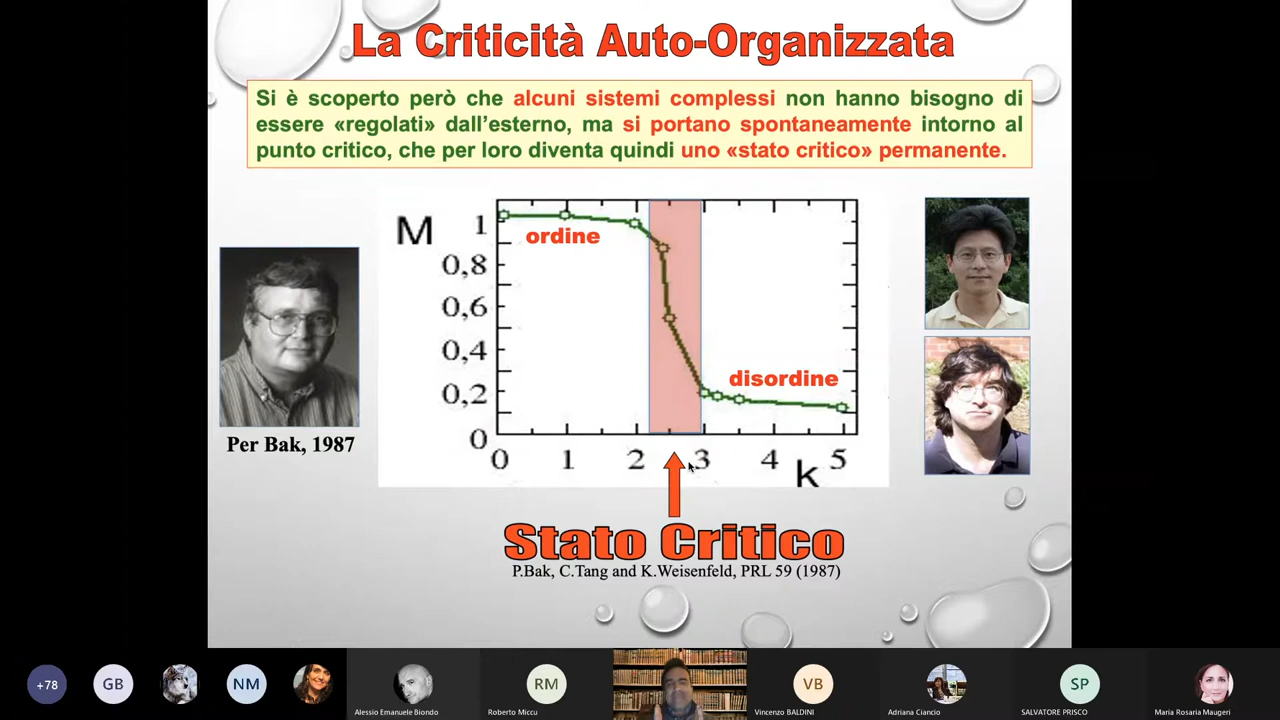 La Criticità Auto-Organizzata
Si è scoperto però che alcuni sistemi complessi non hanno bisogno di
essere «regolati» dall'esterno, ma si portano spontaneamente intorno al
punto critico, che per loro diventa quindi uno «stato critico» permanente.
M
1
0,8
0,6
0,4
0,2
0
ordine
disordine
0 1 2 3 4 5
k
Per Bak, 1987
Stato Critico
P.Bak, C.Tang and K.Weisenfeld, PRL 59 (1987)
+78
GB
NM
Alessio Emanuele Biondo
RM
Roberto Miccu
VB
Vincenzo BALDINI
Adriana Ciancio
SP
SALVATORE PRISCO
Maria Rosaria Maugeri